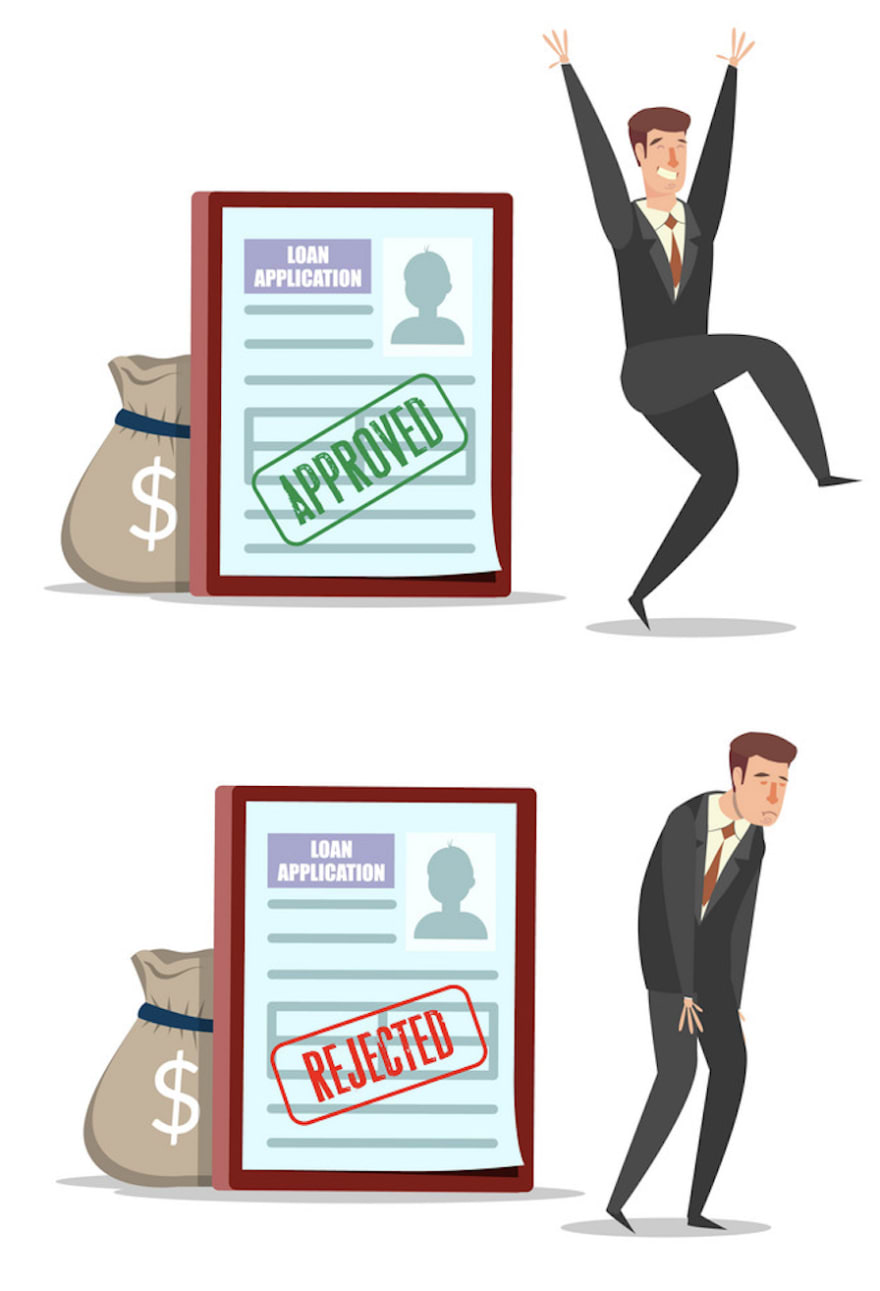 LOAN
APPLICATION
$
APPROVED
LOAN
APPLICATION
$
REJECTED